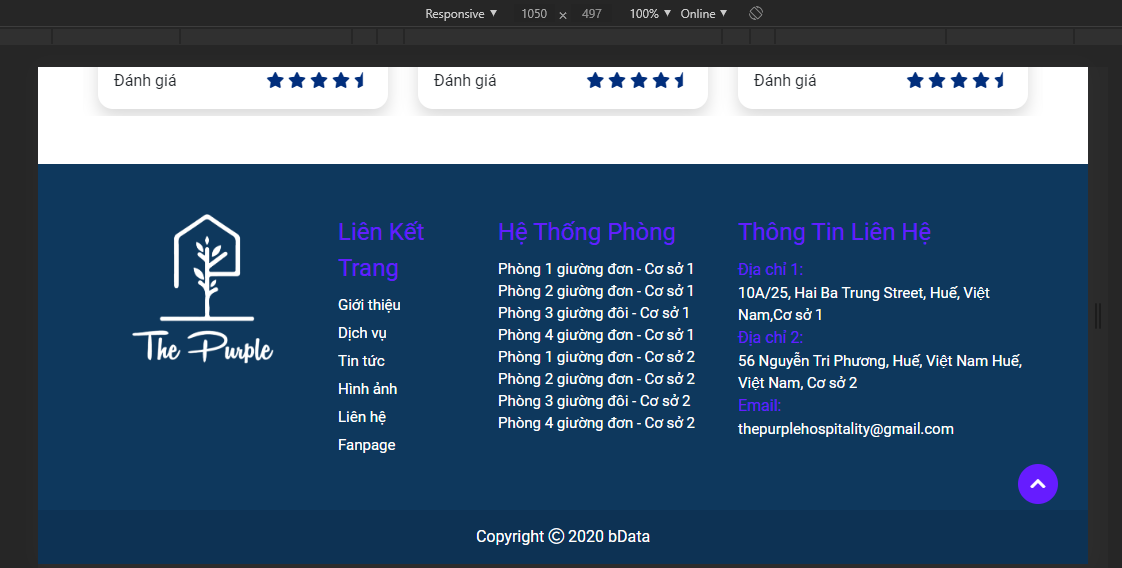 Responsive ▼ 1050 × 497 100% ▼ Online ▼
Đánh giá
Đánh giá
Đánh giá
The Purple
Liên Kết
Trang
Giới thiệu
Dịch vụ
Tin tức
Hình ảnh
Liên hệ
Fanpage
Hệ Thống Phòng
Phòng 1 giường đơn - Cơ sở 1
Phòng 2 giường đơn - Cơ sở 1
Phòng 3 giường đôi - Cơ sở 1
Phòng 4 giường đơn - Cơ sở 1
Phòng 1 giường đơn - Cơ sở 2
Phòng 2 giường đơn - Cơ sở 2
Phòng 3 giường đôi - Cơ sở 2
Phòng 4 giường đơn - Cơ sở 2
Thông Tin Liên Hệ
Địa chỉ 1:
10A/25, Hai Ba Trung Street, Huế, Việt
Nam,Cơ sở 1
Địa chỉ 2:
56 Nguyễn Tri Phương, Huế, Việt Nam Huế,
Việt Nam, Cơ sở 2
Email:
thepurplehospitality@gmail.com
Copyright © 2020 bData